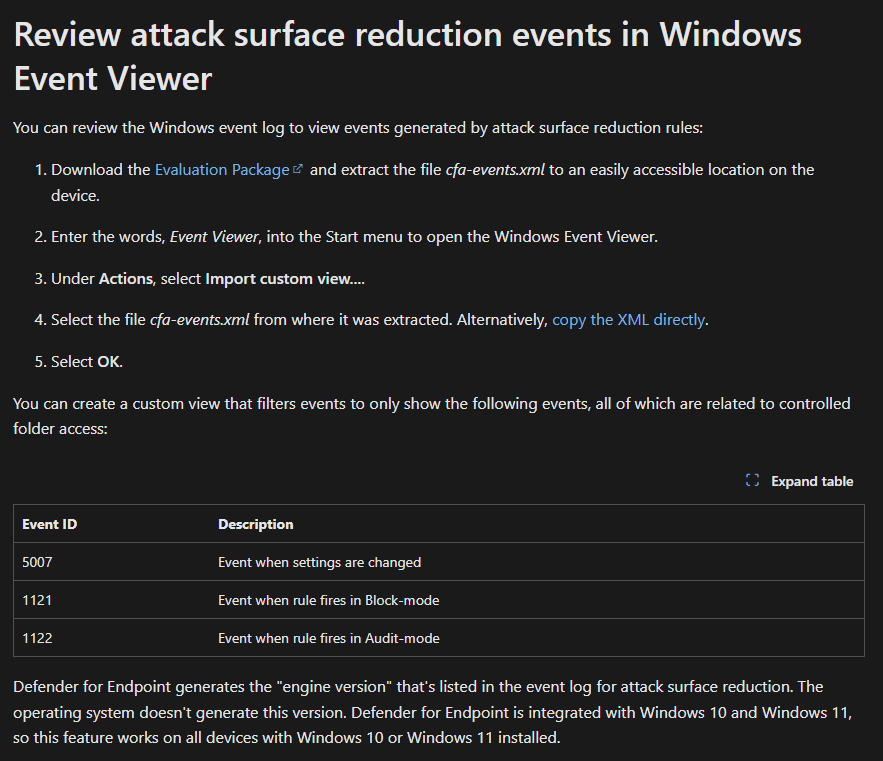 Review attack surface reduction events in Windows
Event Viewer
You can review the Windows event log to view events generated by attack surface reduction rules:
1. Download the Evaluation Package and extract the file cfa-events.xml to an easily accessible location on the
device.
2. Enter the words, Event Viewer, into the Start menu to open the Windows Event Viewer.
3. Under Actions, select Import custom view....
4. Select the file cfa-events.xml from where it was extracted. Alternatively, copy the XML directly.
5. Select OK.
You can create a custom view that filters events to only show the following events, all of which are related to controlled
folder access:
Expand table
Event ID Description
5007 Event when settings are changed
1121 Event when rule fires in Block-mode
1122 Event when rule fires in Audit-mode
Defender for Endpoint generates the "engine version" that's listed in the event log for attack surface reduction. The
operating system doesn't generate this version. Defender for Endpoint is integrated with Windows 10 and Windows 11,
so this feature works on all devices with Windows 10 or Windows 11 installed.